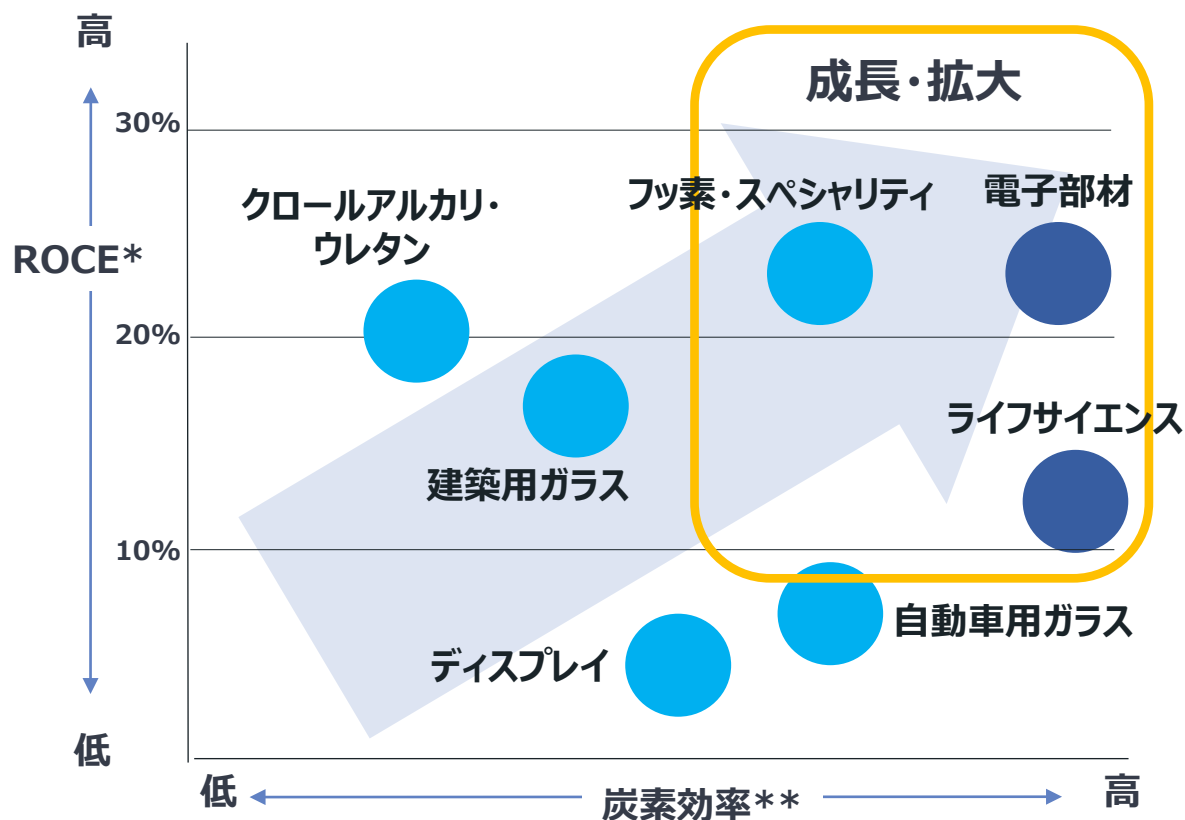 高
成長・拡大
30%
フッ素・スペシャリティ
電子部材
クロールアルカリ・
ウレタン
ROCE*
20%
ライフサイエンス
建築用ガラス
10%
自動車用ガラス
ディスプレイ
低
低
炭素効率**
高